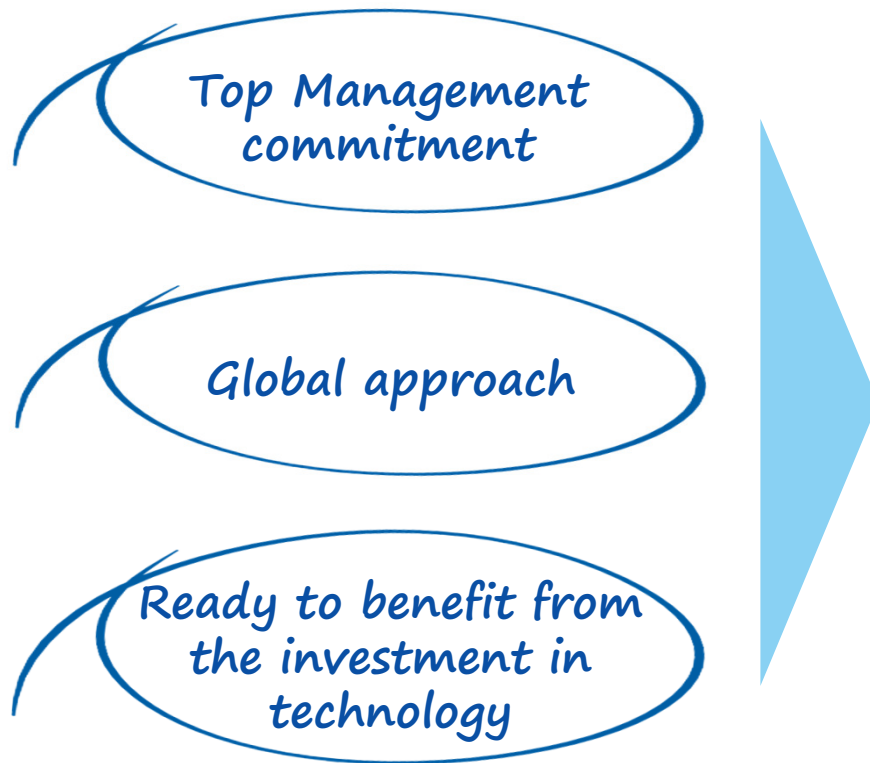 Top Management
commitment
Global approach
Ready to benefit from
the investment in
technology